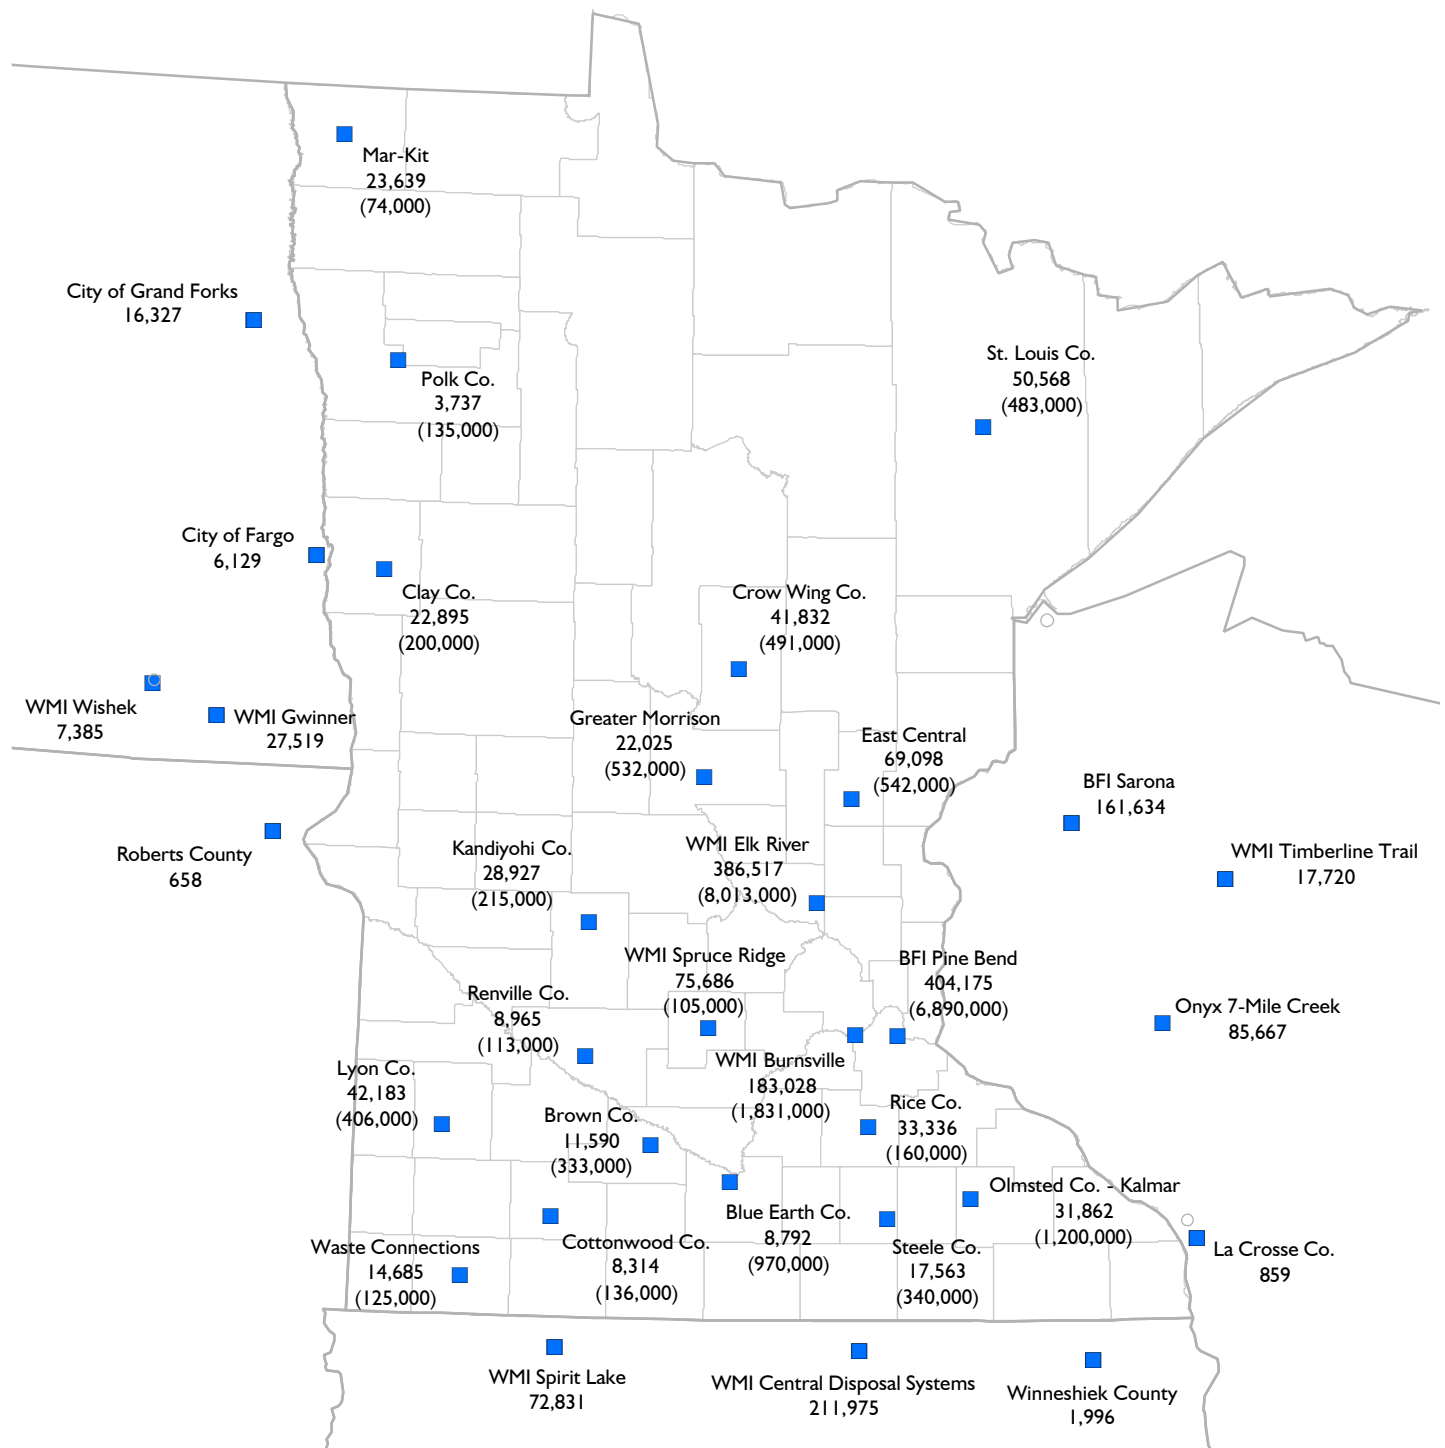 Mar-Kit
23,639
(74,000)
City of Grand Forks
16,327
St. Louis Co.
50,568
(483,000)
Polk Co.
3,737
(135,000)
City of Fargo
6,129
Clay Co.
22,895
(200,000)
Crow Wing Co.
41,832
(491,000)
WMI Wishek
7,385
WMI Gwinner
27,519
Greater Morrison
22,025
(532,000)
East Central
69,098
(542,000)
BFI Sarona
161,634
Roberts County
658
Kandiyohi Co.
28,927
(215,000)
WMI Elk River
386,517
(8,013,000)
WMI Timberline Trail
17,720
WMI Spruce Ridge
75,686
(105,000)
BFI Pine Bend
404,175
(6,890,000)
Renville Co.
8,965
(113,000)
Onyx 7-Mile Creek
85,667
Lyon Co.
42,183
(406,000)
WMI Burnsville
183,028
(1,831,000)
Brown Co.
11,590
(333,000)
Rice Co.
33,336
(160,000)
Olmsted Co. - Kalmar
31,862
(1,200,000)
Blue Earth Co.
8,792
(970,000)
Waste Connections
14,685
(125,000)
Cottonwood Co.
8,314
(136,000)
Steele Co.
17,563
(340,000)
La Crosse Co.
859
WMI Spirit Lake
72,831
WMI Central Disposal Systems
211,975
Winneshiek County
1,996